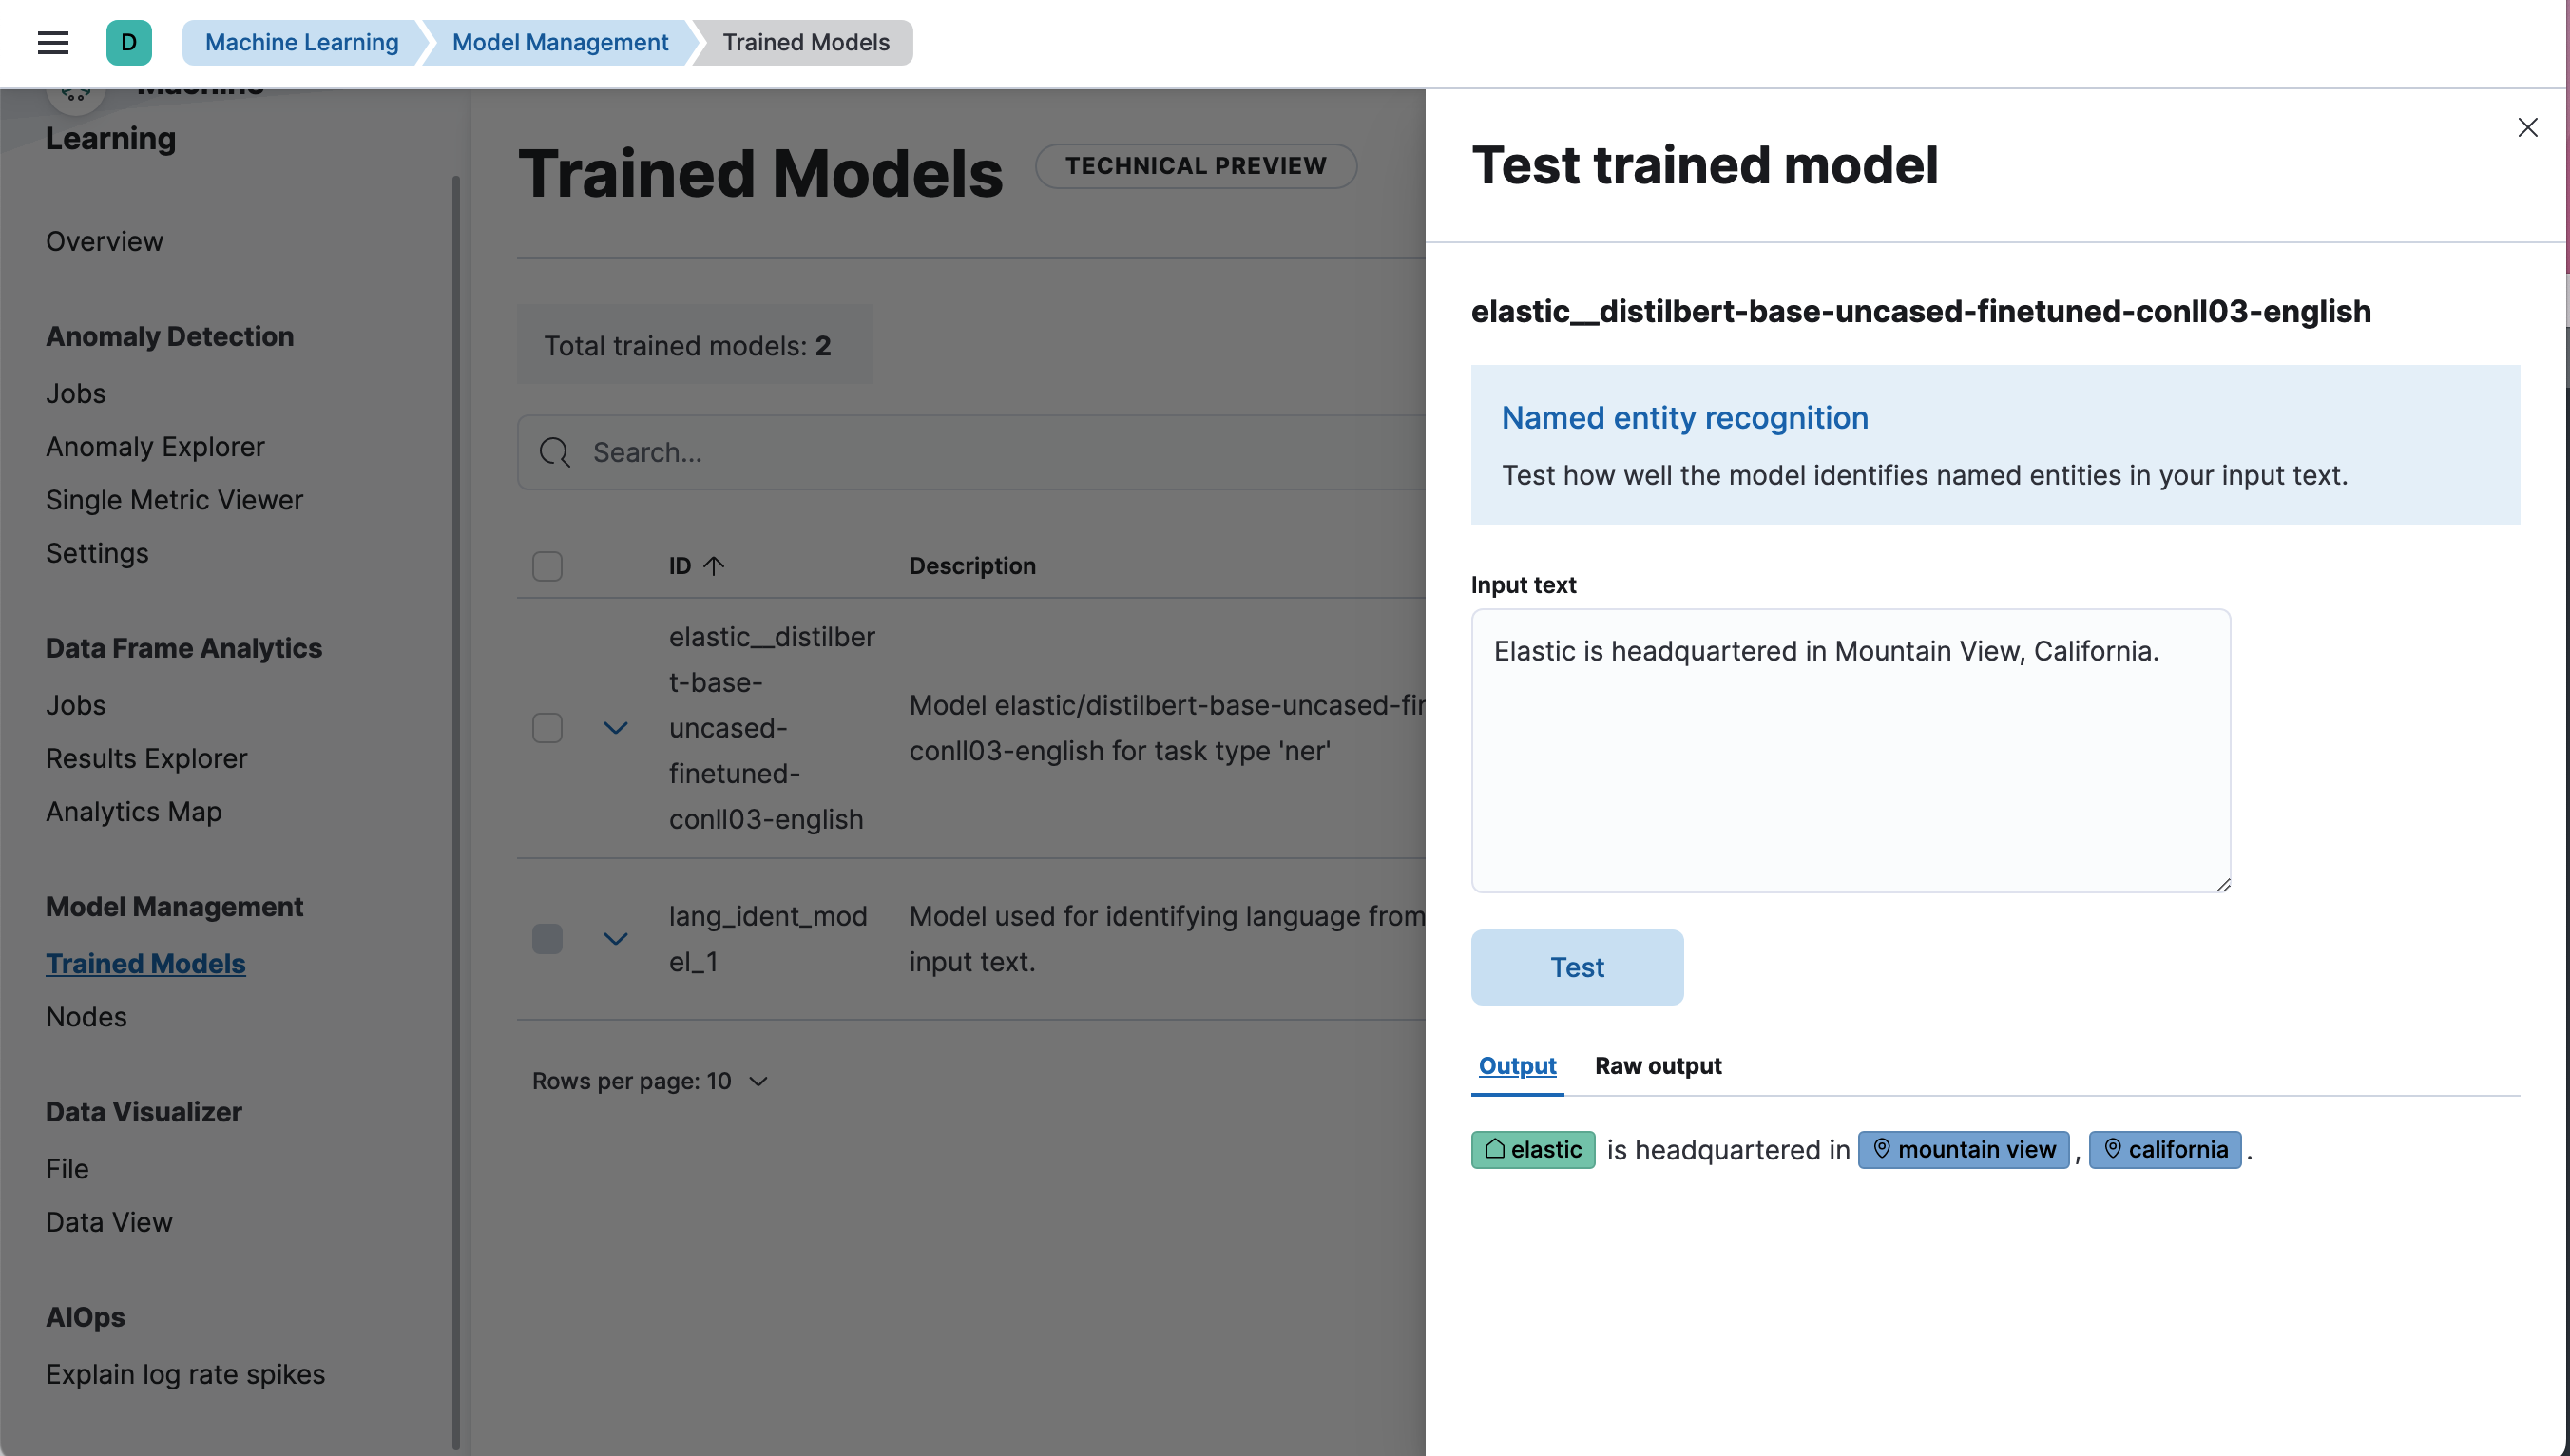 D
Machine Learning
Model Management
Trained Models
Machine
Learning
Overview
Anomaly Detection
Jobs
Anomaly Explorer
Single Metric Viewer
Settings
Data Frame Analytics
Jobs
Results Explorer
Analytics Map
Model Management
Trained Models
Nodes
Data Visualizer
File
Data View
AIOps
Explain log rate spikes
Trained Models
TECHNICAL PREVIEW
Total trained models: 2
Search...
ID
Description
elastic__distilber
t-base-
uncased-
finetuned-
conll03-english
Model elastic/distilbert-base-uncased-fin
conll03-english for task type 'ner'
lang_ident_mod
el_1
Model used for identifying language from
input text.
Rows per page: 10
Test trained model
elastic__distilbert-base-uncased-finetuned-conll03-english
Named entity recognition
Test how well the model identifies named entities in your input text.
Input text
Elastic is headquartered in Mountain View, California.
Test
Output
Raw output
elastic is headquartered in mountain view , california .